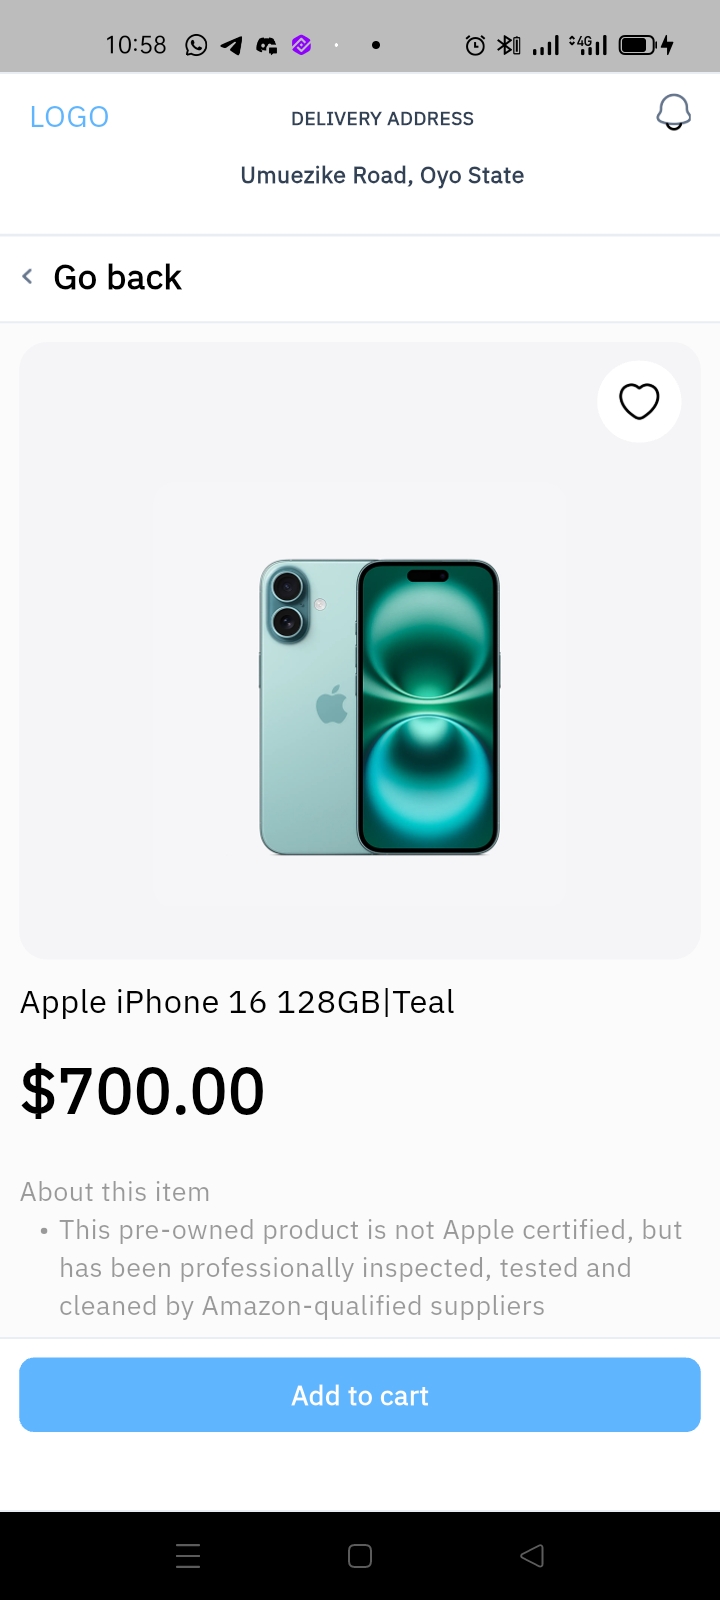 10:58
4G
LOGO
DELIVERY ADDRESS
Umuezike Road, Oyo State
Go back
Apple iPhone 16 128GB|Teal
$700.00
About this item
• This pre-owned product is not Apple certified, but
has been professionally inspected, tested and
cleaned by Amazon-qualified suppliers
Add to cart